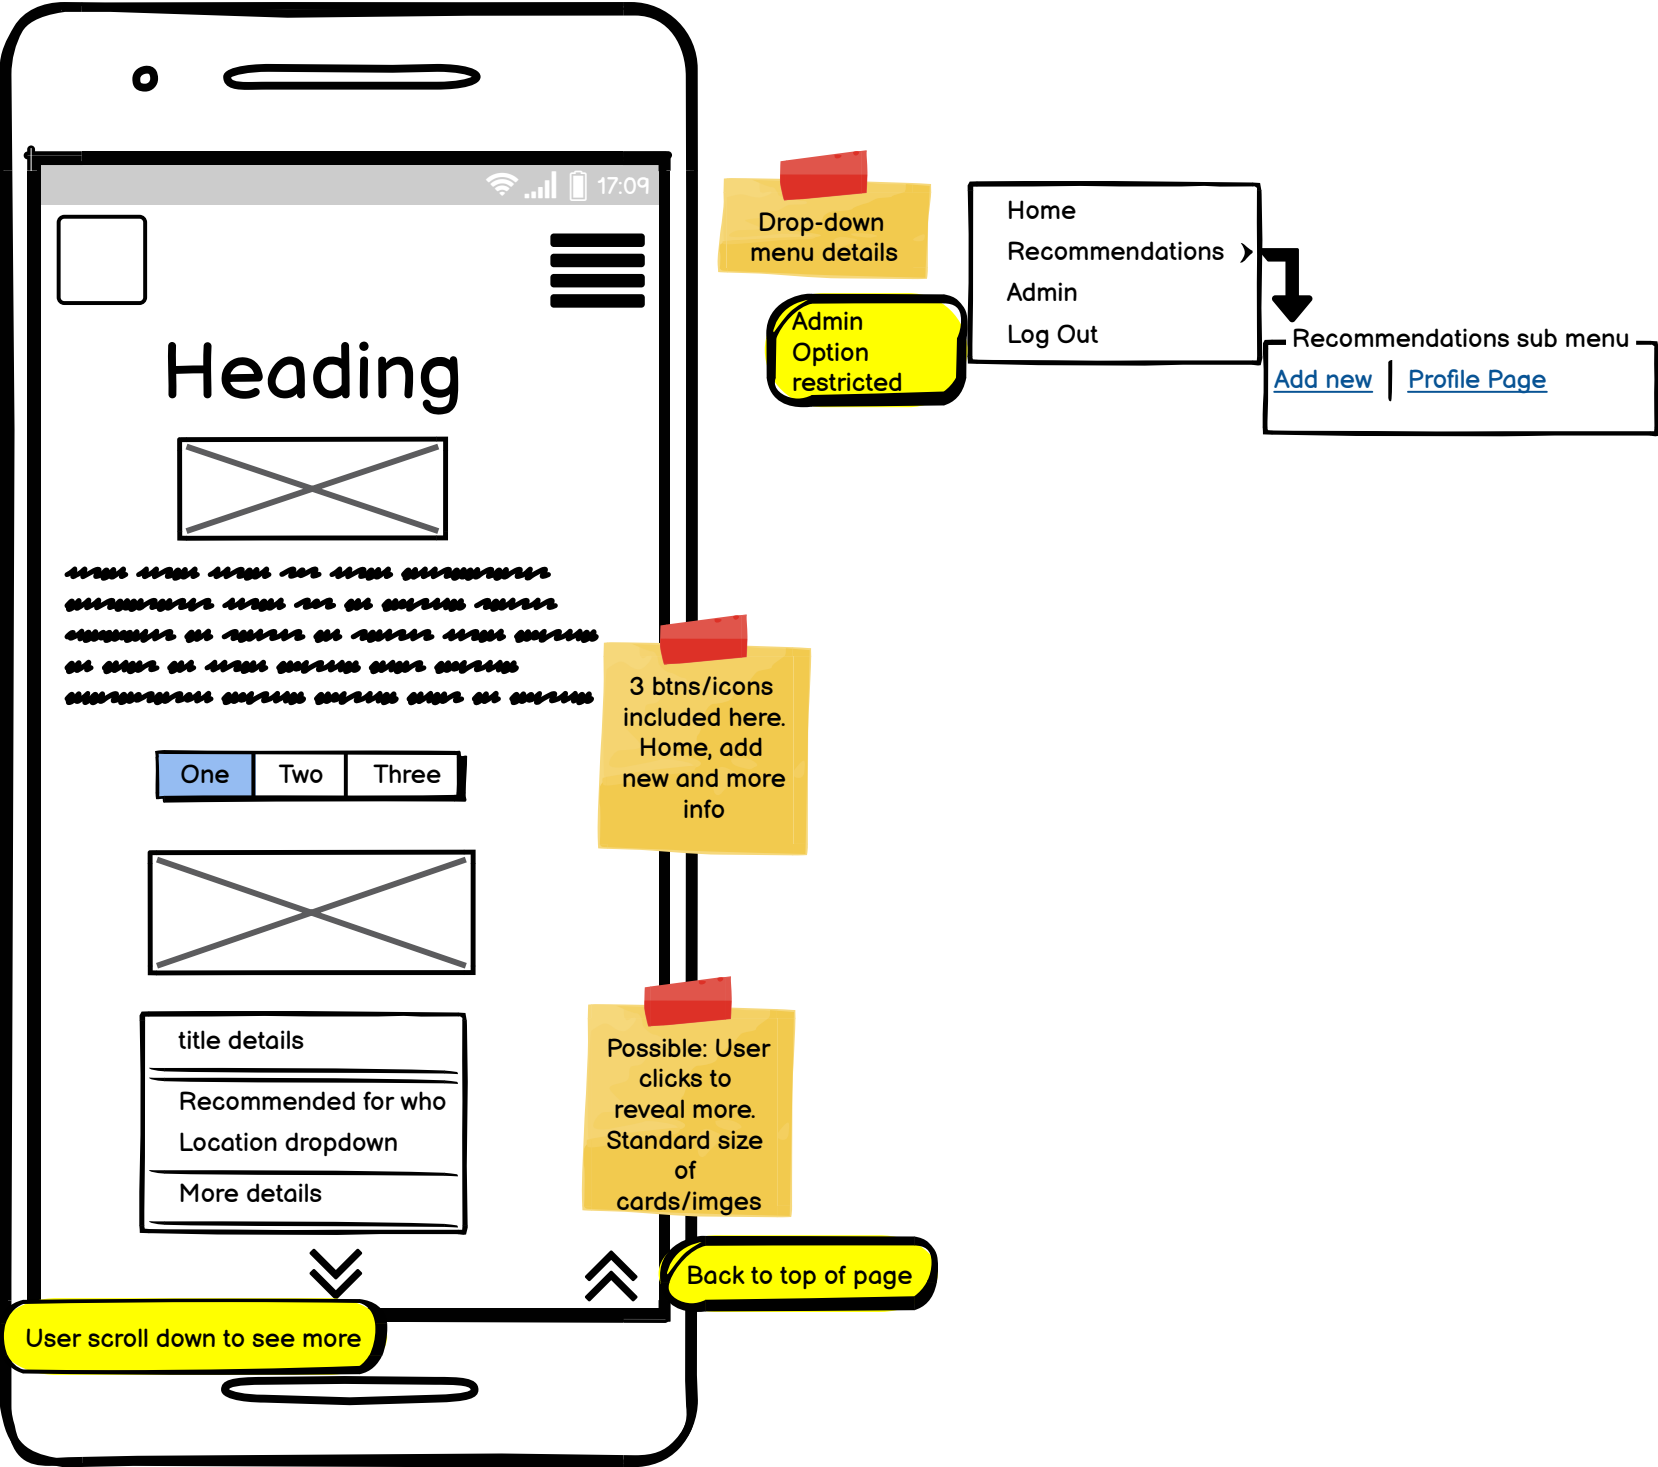 17:09
Heading
One Two Three
title details
Recommended for who
Location dropdown
More details
User scroll down to see more
Drop-down
menu details
Admin
Option
restricted
Home
Recommendations
Admin
Log Out
Recommendations sub menu
Add new Profile Page
3 btns/icons
included here.
Home, add
new and more
info
Possible: User
clicks to
reveal more.
Standard size
of
cards/imges
Back to top of page